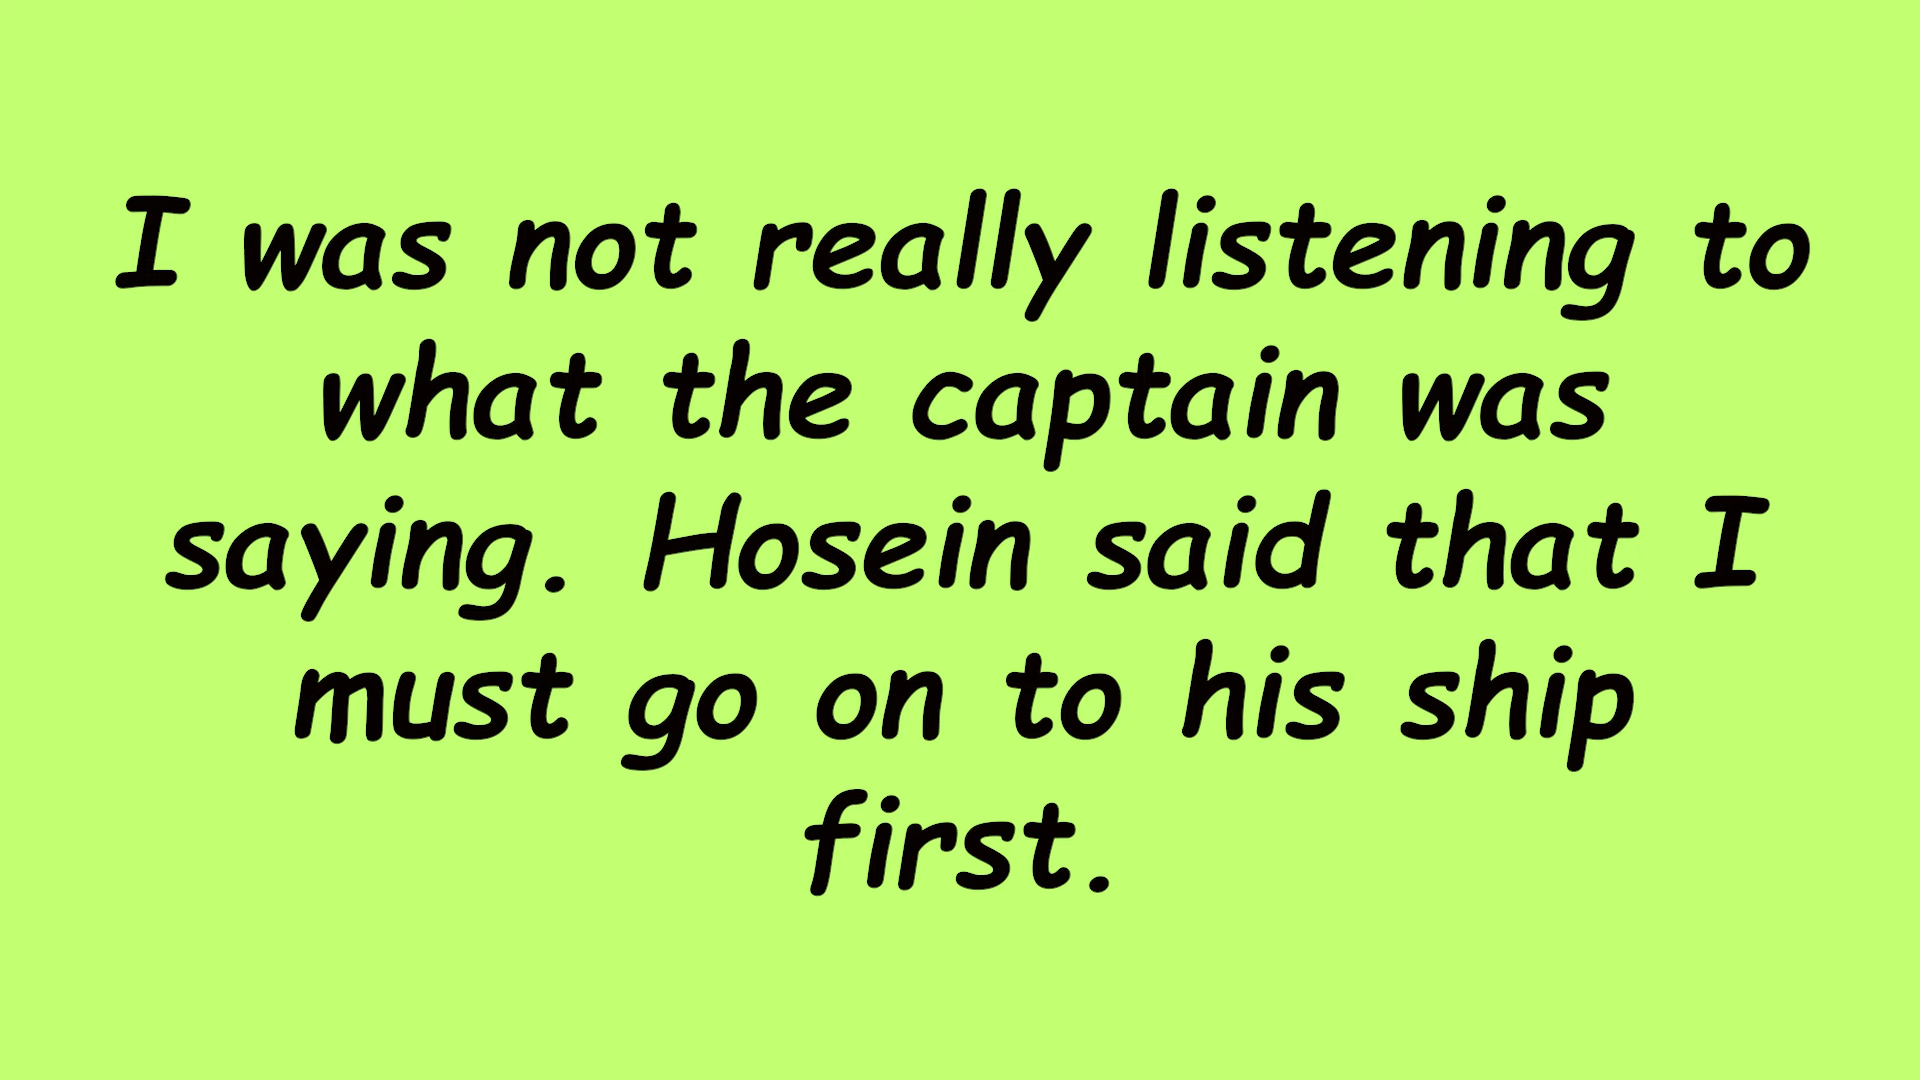 I was not really listening to
what the captain was
saying. Hosein said that I
must go on to his ship
first.